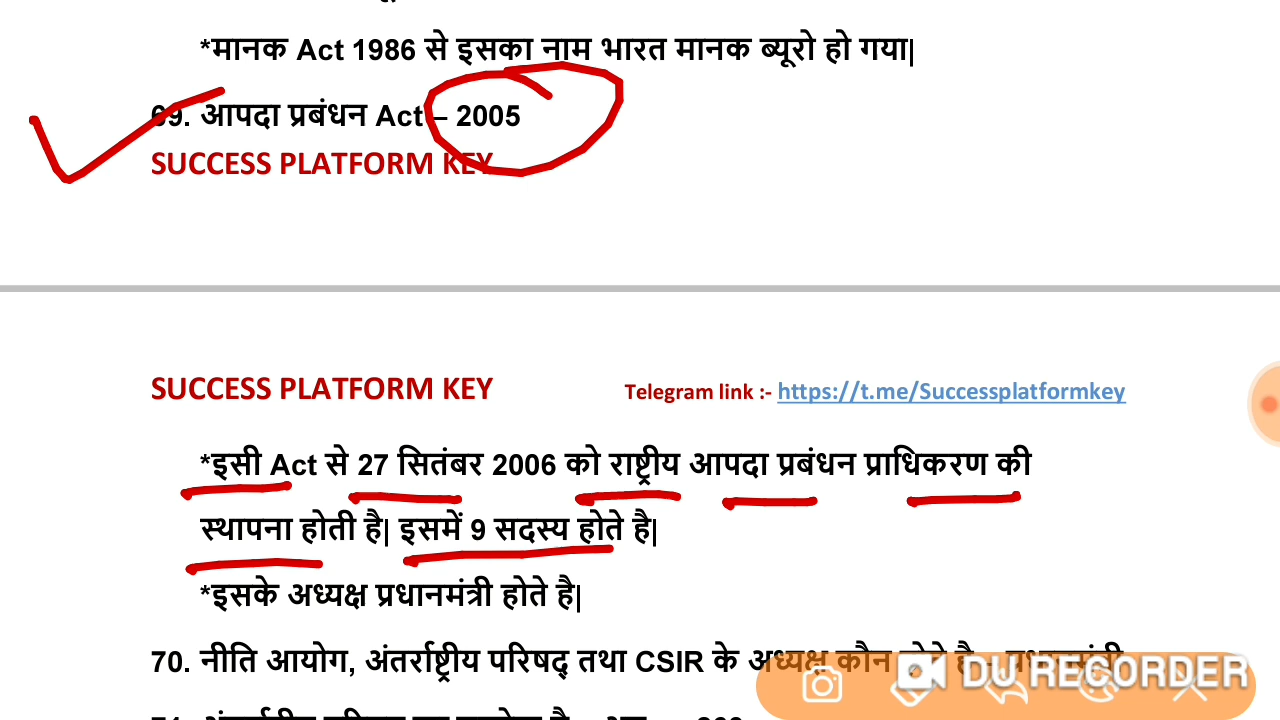 *मानक Act 1986 से इसका नाम भारत मानक ब्यूरो हो गया|
69. आपदा प्रबंधन Act – 2005
SUCCESS PLATFORM KEY
SUCCESS PLATFORM KEY Telegram link :- https://t.me/Successplatformkey
*इसी Act से 27 सितंबर 2006 को राष्ट्रीय आपदा प्रबंधन प्राधिकरण की
स्थापना होती है| इसमें 9 सदस्य होते है|
*इसके अध्यक्ष प्रधानमंत्री होते है|
70. नीति आयोग, अंतर्राष्ट्रीय परिषद् तथा CSIR के अध्यक्ष कौन होते है – प्रधानमंत्री
DU RECORDER